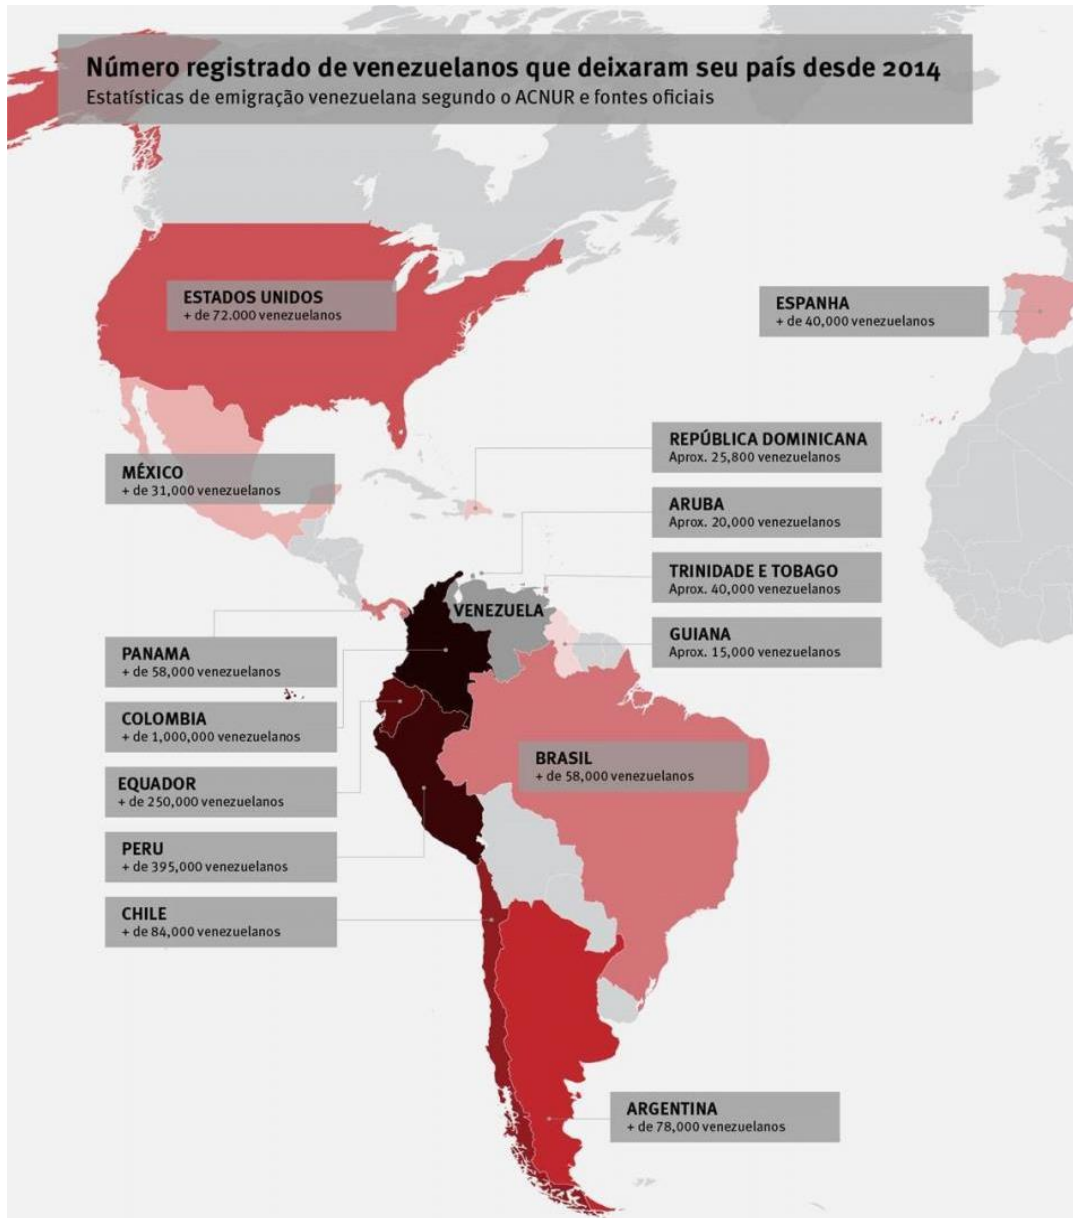 Número registrado de venezuelanos que deixaram seu país desde 2014
Estatísticas de emigração venezuelana segundo o ACNUR e fontes oficiais
ESTADOS UNIDOS
+ de 72.000 venezuelanos
ESPANHA
+ de 40,000 venezuelanos
MÉXICO
+ de 31,000 venezuelanos
REPÚBLICA DOMINICANA
Aprox. 25,800 venezuelanos
ARUBA
Aprox. 20,000 venezuelanos
TRINIDADE E TOBAGO
Aprox. 40,000 venezuelanos
GUIANA
Aprox. 15,000 venezuelanos
VENEZUELA
PANAMA
+ de 58,000 venezuelanos
COLOMBIA
+ de 1,000,000 venezuelanos
EQUADOR
+ de 250,000 venezuelanos
PERU
+ de 395,000 venezuelanos
CHILE
+ de 84,000 venezuelanos
BRASIL
+ de 58,000 venezuelanos
ARGENTINA
+ de 78,000 venezuelanos